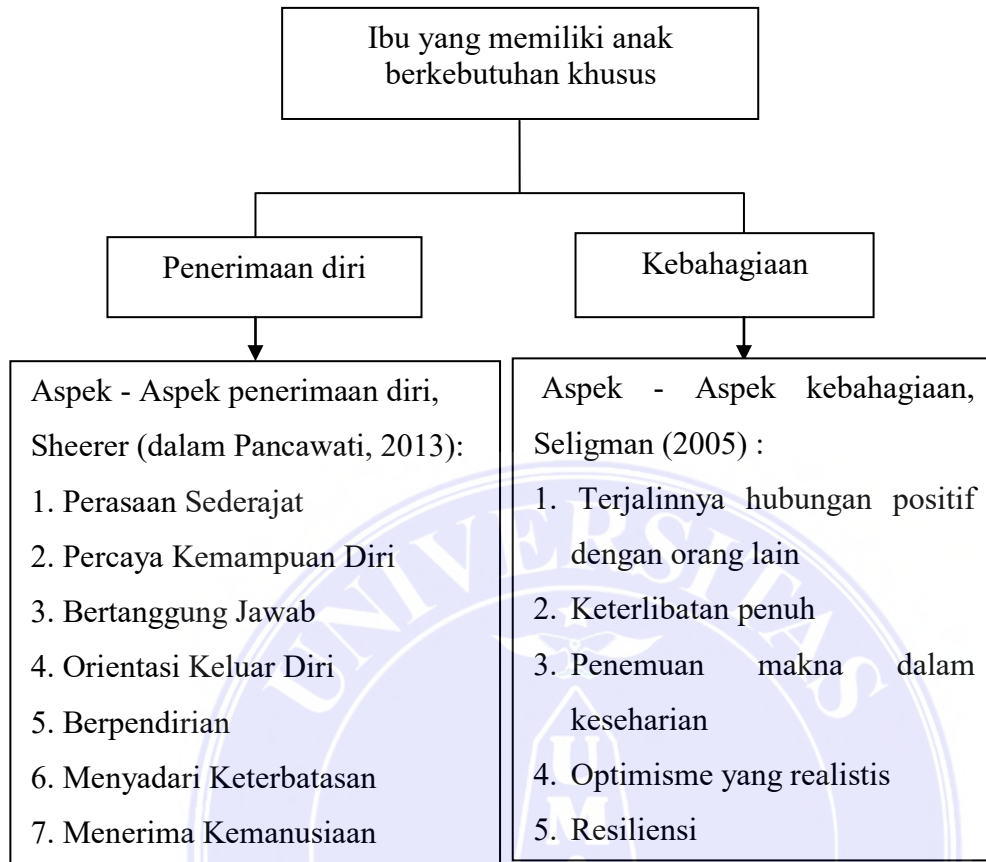 Ibu yang memiliki anak
berkebutuhan khusus
Penerimaan diri
Kebahagiaan
Aspek - Aspek penerimaan diri,
Sheerer (dalam Pancawati, 2013):
1. Perasaan Sederajat
2. Percaya Kemampuan Diri
3. Bertanggung Jawab
4. Orientasi Keluar Diri
5. Berpendirian
6. Menyadari Keterbatasan
7. Menerima Kemanusiaan
Aspek - Aspek kebahagiaan,
Seligman (2005) :
1. Terjalinnya hubungan positif
dengan orang lain
2. Keterlibatan penuh
3. Penemuan makna dalam
keseharian
4. Optimisme yang realistis
5. Resiliensi
UNIVERSITAS
UM